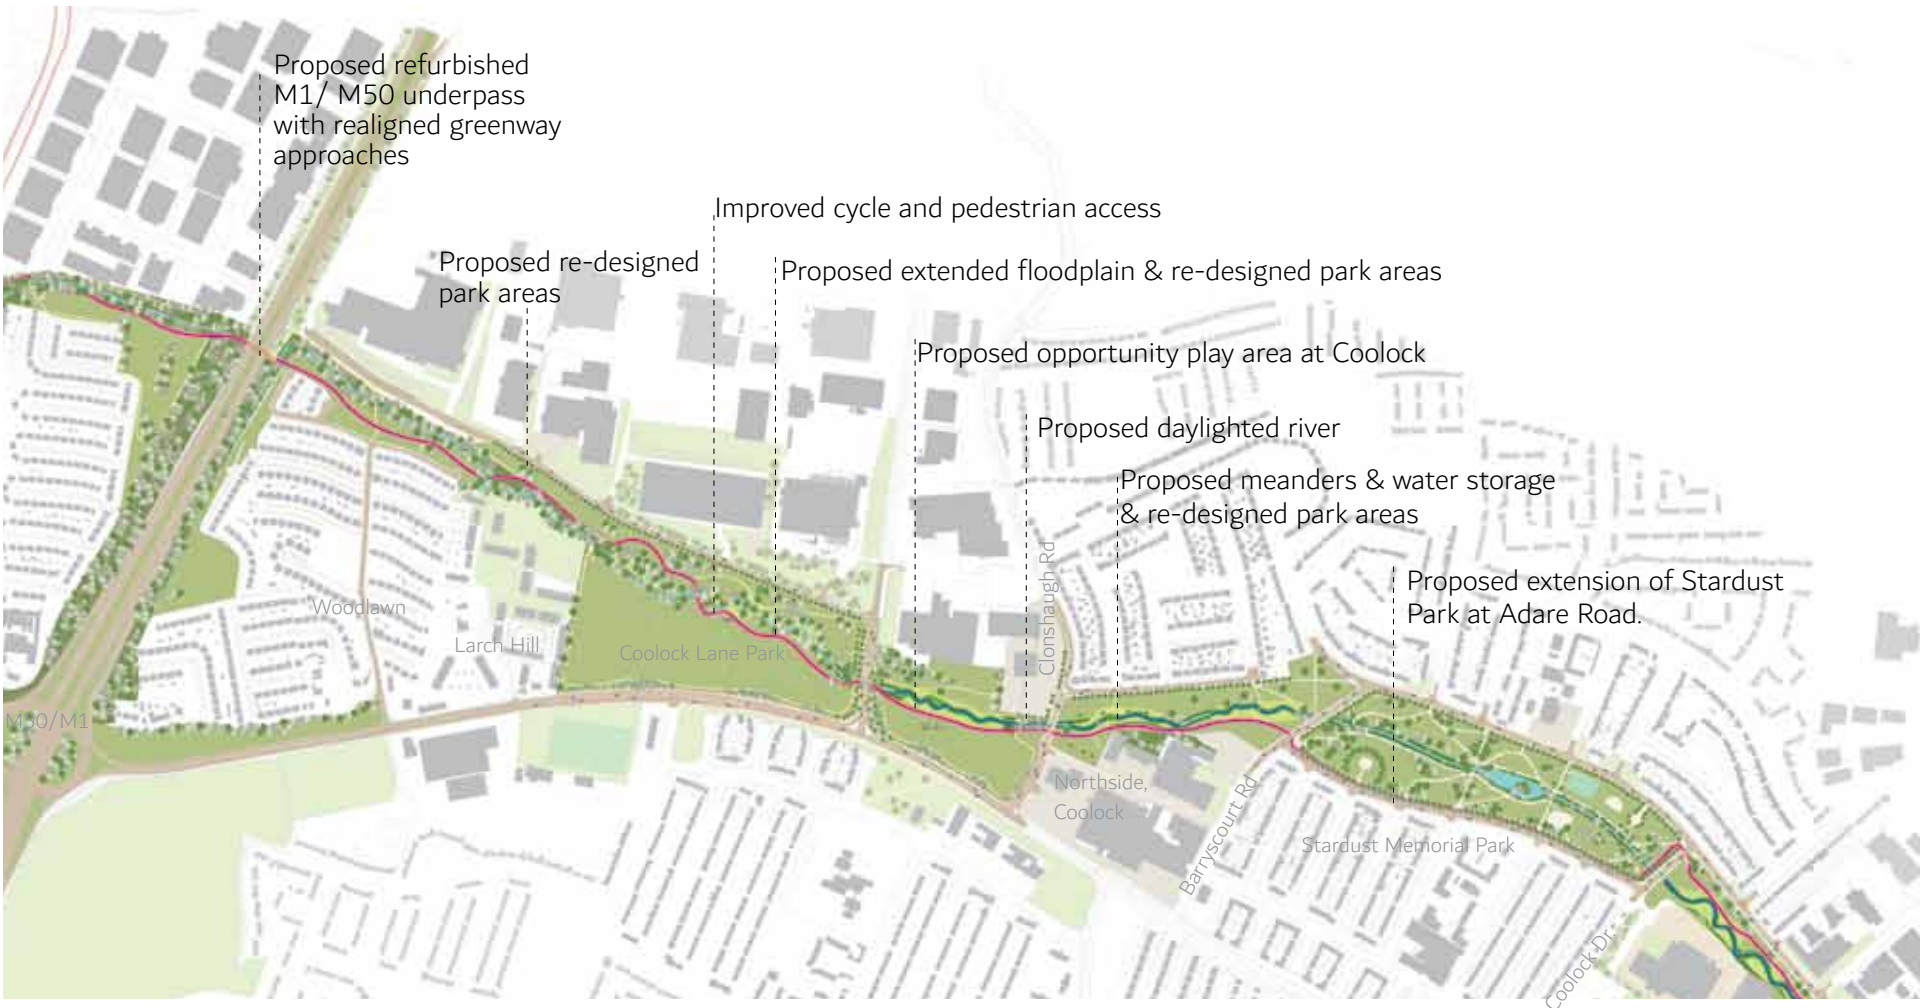 Proposed refurbished
M1/ M50 underpass
with realigned greenway
approaches
Improved cycle and pedestrian access
Proposed re-designed
park areas
Proposed extended floodplain & re-designed park areas
Proposed opportunity play area at Coolock
Proposed daylighted river
Proposed meanders & water storage
& re-designed park areas
Clonshaugh Rd
Proposed extension of Stardust
Park at Adare Road.
Woodlawn
Larch Hill
Coolock Lane Park
M50/M1
Northside,
Coolock
Barryscourt Rd
Stardust Memorial Park
Coolock Dr.